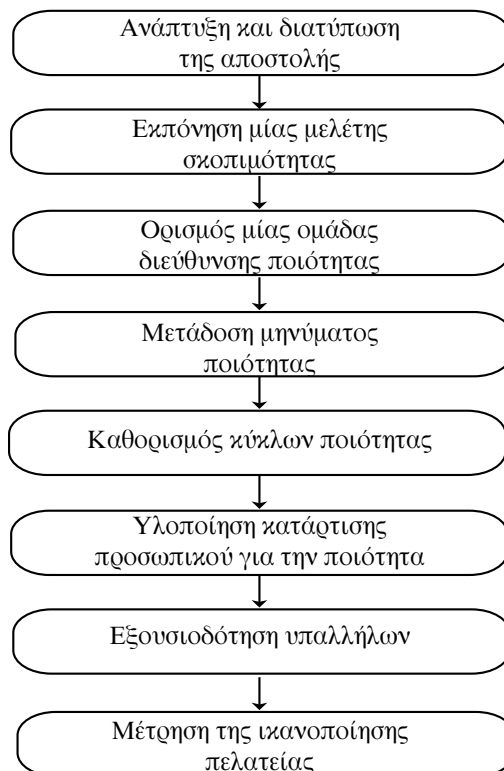 Ανάπτυξη και διατύπωση
της αποστολής
Εκπόνηση μίας μελέτης
σκοπιμότητας
Ορισμός μίας ομάδας
διεύθυνσης ποιότητας
Μετάδοση μηνύματος
ποιότητας
Καθορισμός κύκλων ποιότητας
Υλοποίηση κατάρτισης
προσωπικού για την ποιότητα
Εξουσιοδότηση υπαλλήλων
Μέτρηση της ικανοποίησης
πελατείας